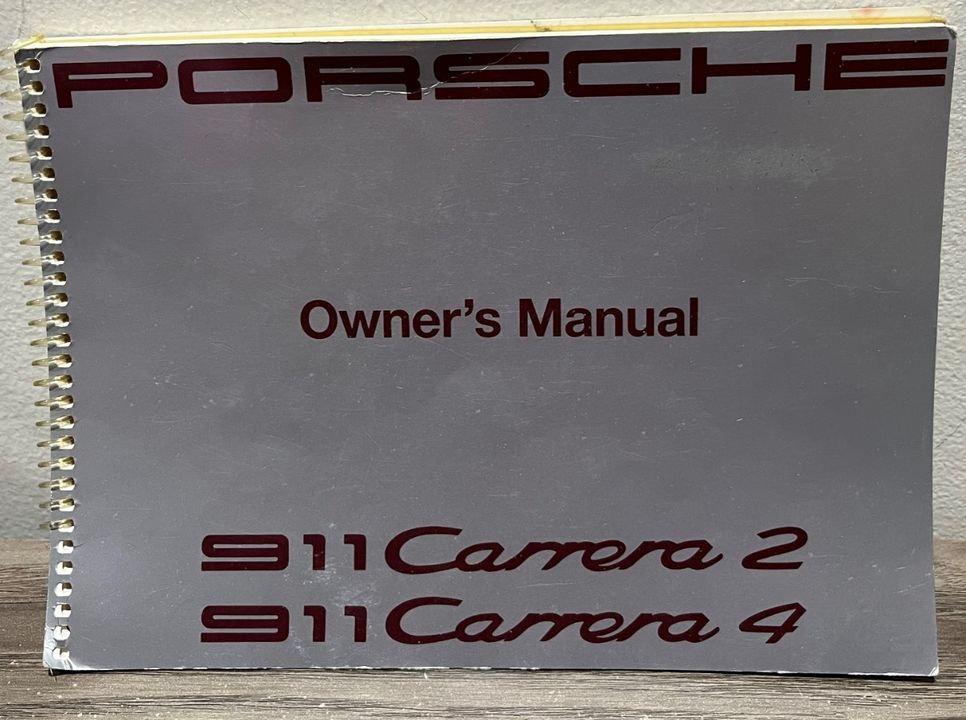 PORSCHE
Owner's Manual
911 Carrera 2
911 Carrera 4